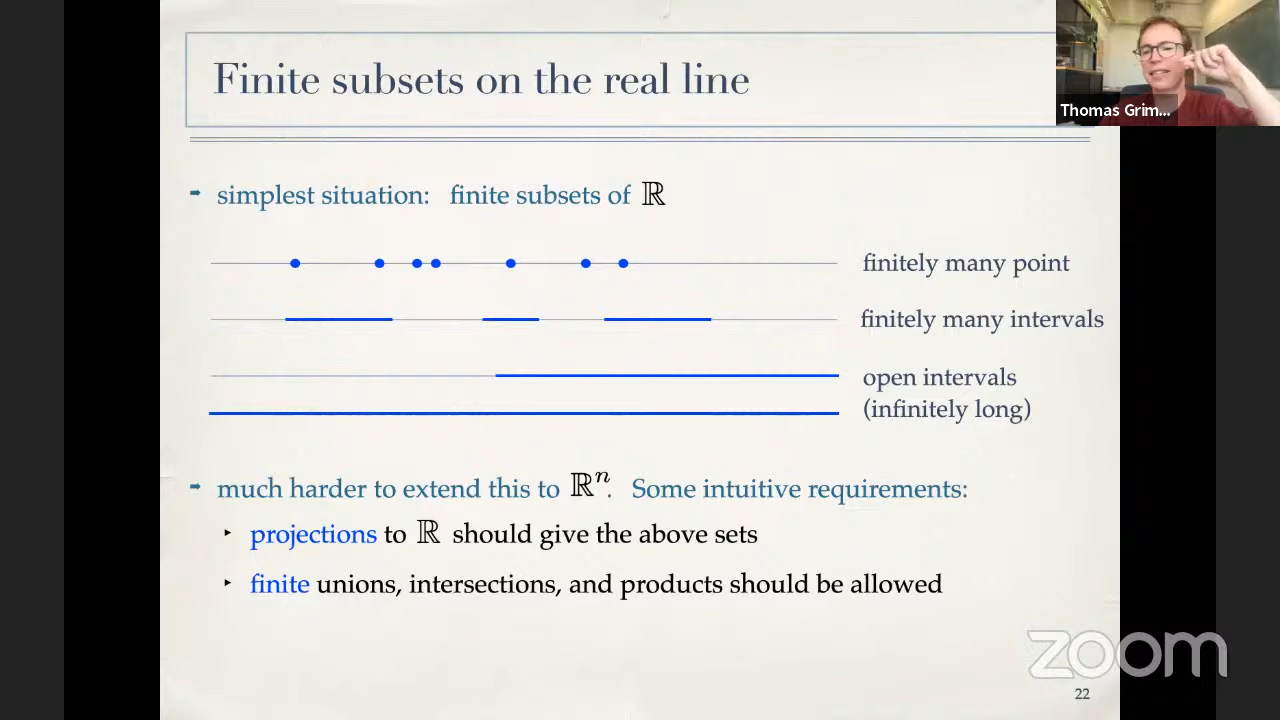 Finite subsets on the real line
Thomas Grim...
➡ simplest situation: finite subsets of ℝ
finitely many point
finitely many intervals
open intervals
(infinitely long)
➡ much harder to extend this to ℝⁿ. Some intuitive requirements:
‣ projections to ℝ should give the above sets
‣ finite unions, intersections, and products should be allowed
zoom
22